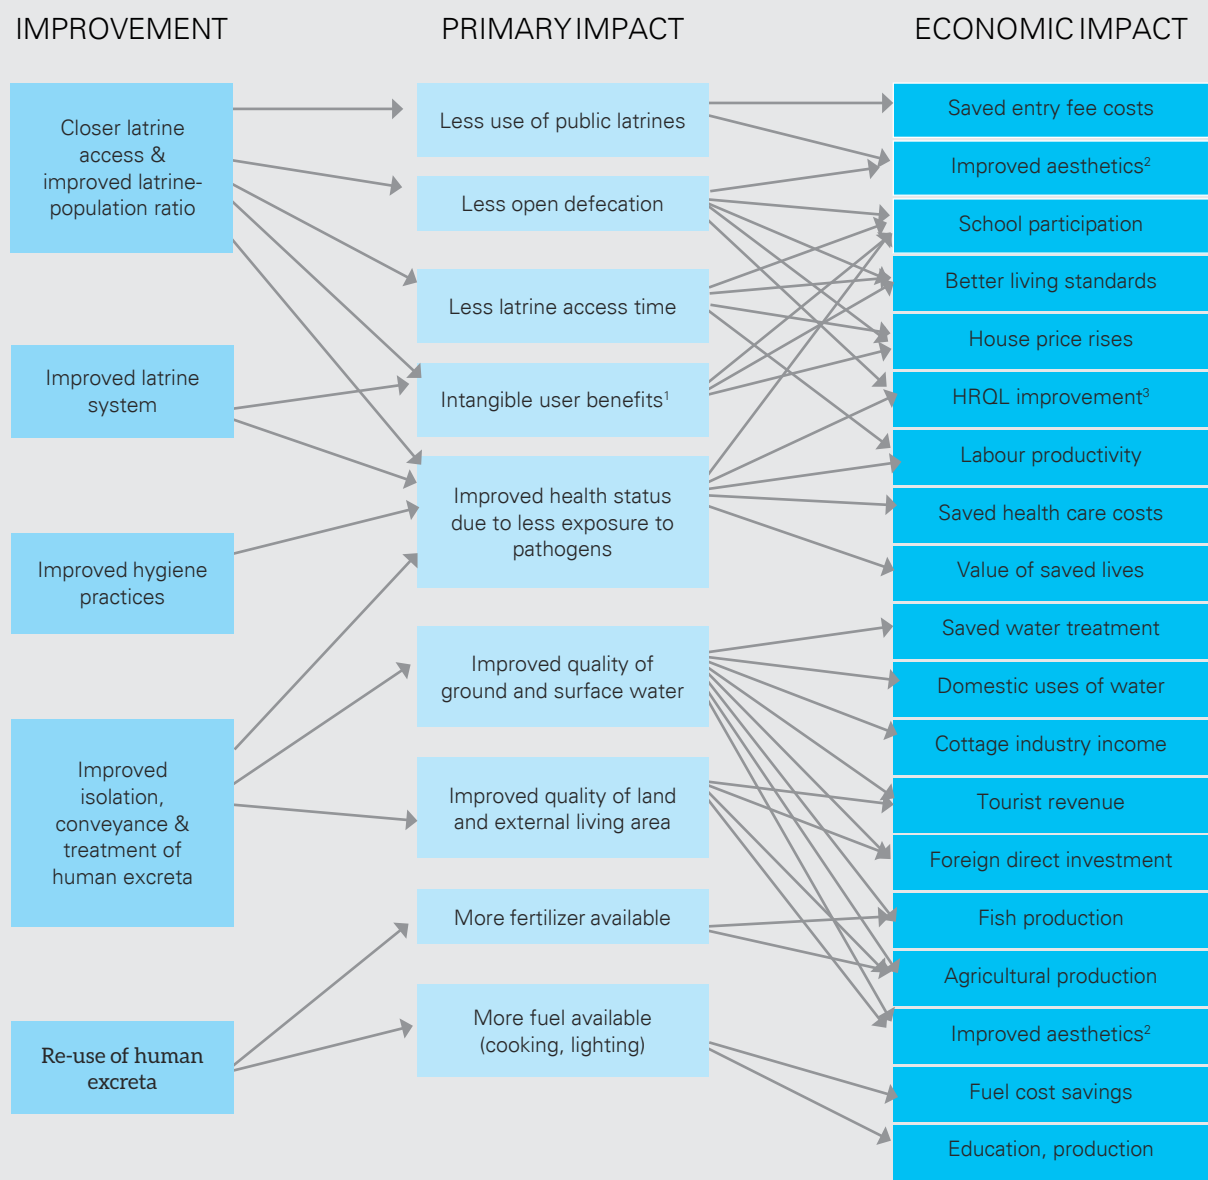 IMPROVEMENT
PRIMARY IMPACT
ECONOMIC IMPACT
Closer latrine
access &
improved latrine-
population ratio
Improved latrine
system
Improved hygiene
practices
Improved
isolation,
conveyance &
treatment of
human excreta
Re-use of human
excreta
Less use of public latrines
Less open defecation
Less latrine access time
Intangible user benefits¹
Improved health status
due to less exposure to
pathogens
Improved quality of
ground and surface water
Improved quality of land
and external living area
More fertilizer available
More fuel available
(cooking, lighting)
Saved entry fee costs
Improved aesthetics²
School participation
Better living standards
House price rises
HRQL improvement³
Labour productivity
Saved health care costs
Value of saved lives
Saved water treatment
Domestic uses of water
Cottage industry income
Tourist revenue
Foreign direct investment
Fish production
Agricultural production
Improved aesthetics²
Fuel cost savings
Education, production